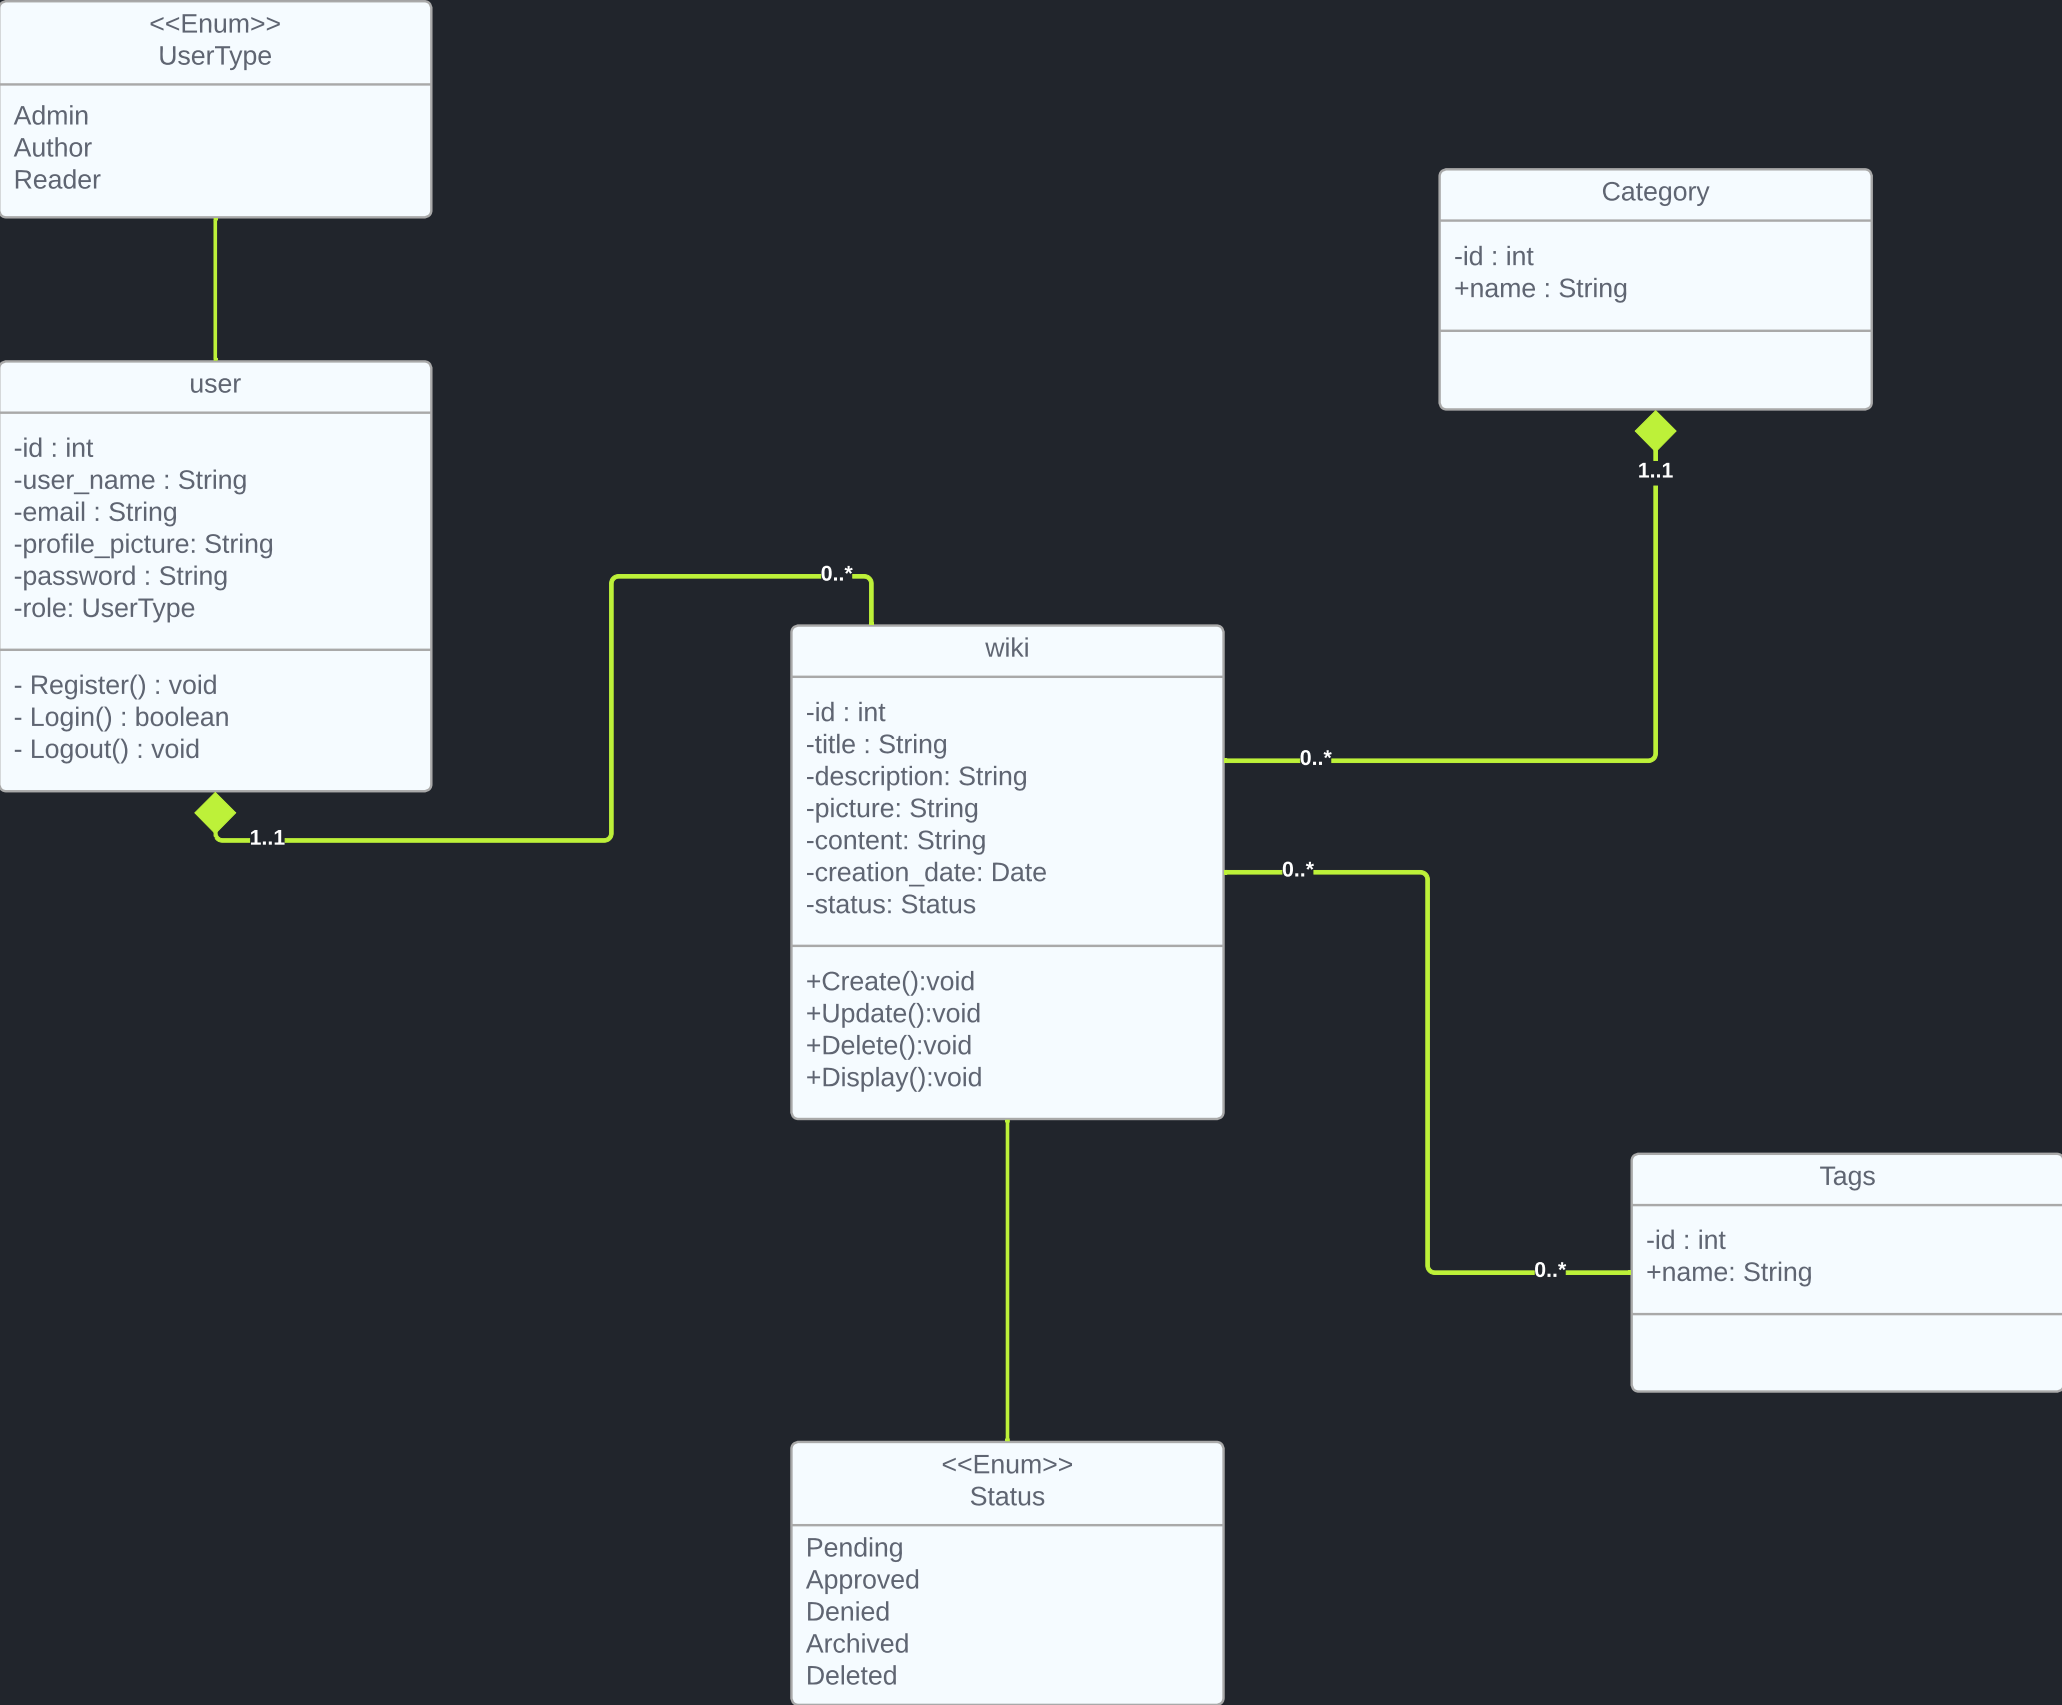 <<Enum>>
UserType
Admin
Author
Reader
user
-id : int
-user_name : String
-email : String
-profile_picture: String
-password : String
-role: UserType
- Register() : void
- Login() : boolean
- Logout() : void
1..1
0..*
wiki
-id : int
-title : String
-description: String
-picture: String
-content: String
-creation_date: Date
-status: Status
+Create():void
+Update():void
+Delete():void
+Display():void
Category
-id : int
+name : String
1..1
0..*
0..*
0..*
Tags
-id : int
+name: String
<<Enum>>
Status
Pending
Approved
Denied
Archived
Deleted